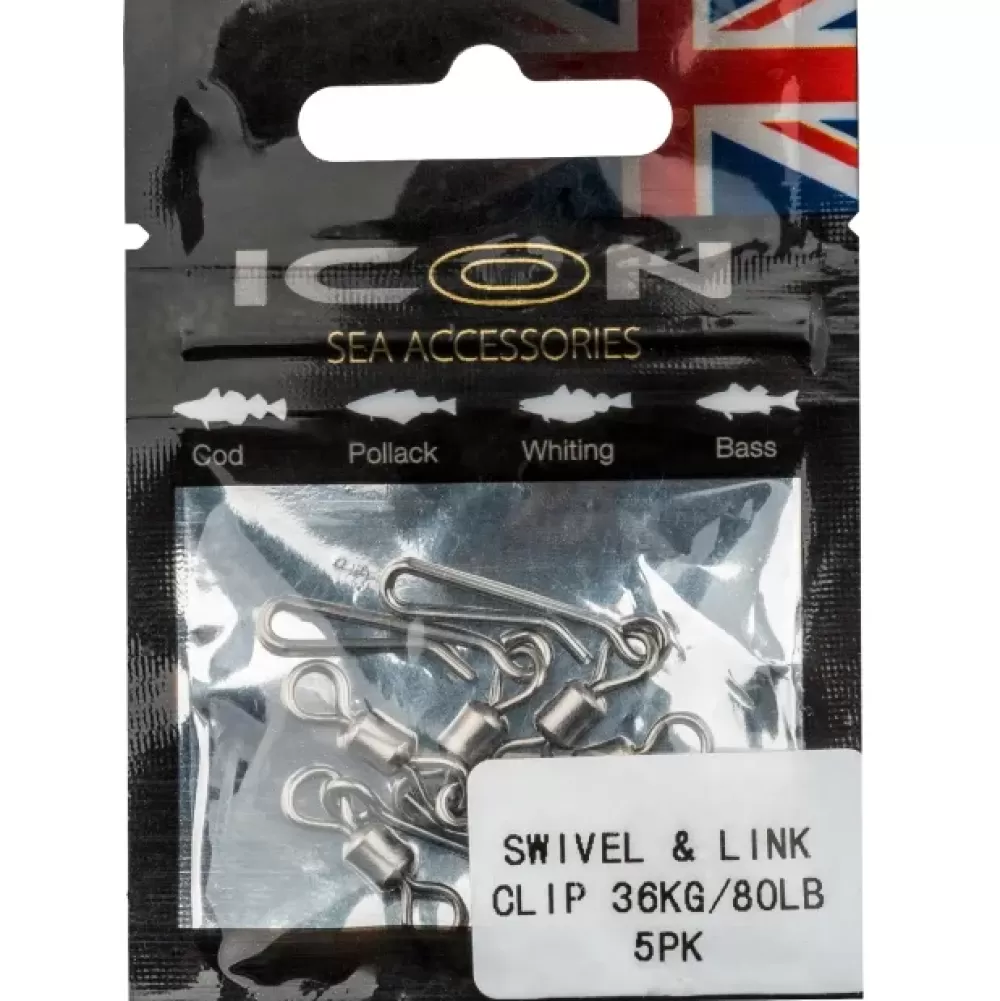 ICON
SEA ACCESSORIES
Cod Pollack Whiting Bass
SWIVEL & LINK
CLIP 36KG/80LB
5PK